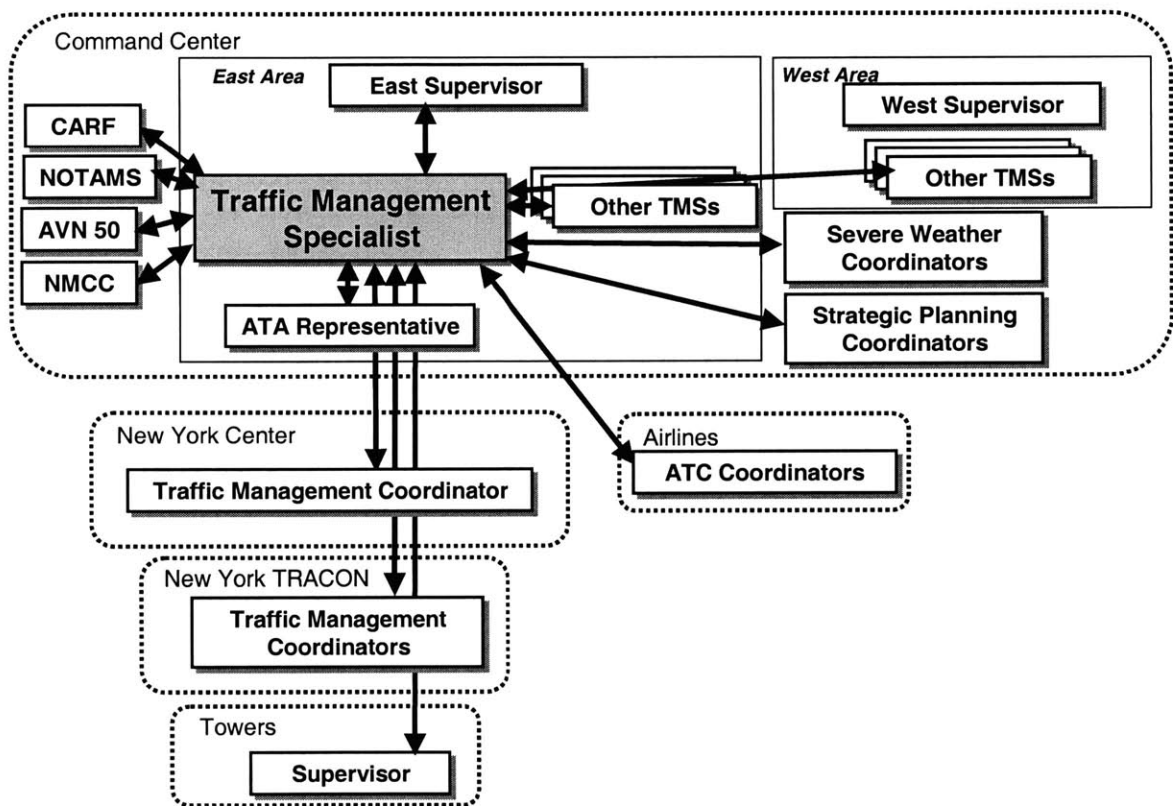 Command Center
East Area
East Supervisor
West Area
West Supervisor
CARF
NOTAMS
AVN 50
NMCC
Traffic Management
Specialist
Other TMSs
Other TMSs
Severe Weather
Coordinators
Strategic Planning
Coordinators
ATA Representative
New York Center
Traffic Management Coordinator
Airlines
ATC Coordinators
New York TRACON
Traffic Management
Coordinators
Towers
Supervisor